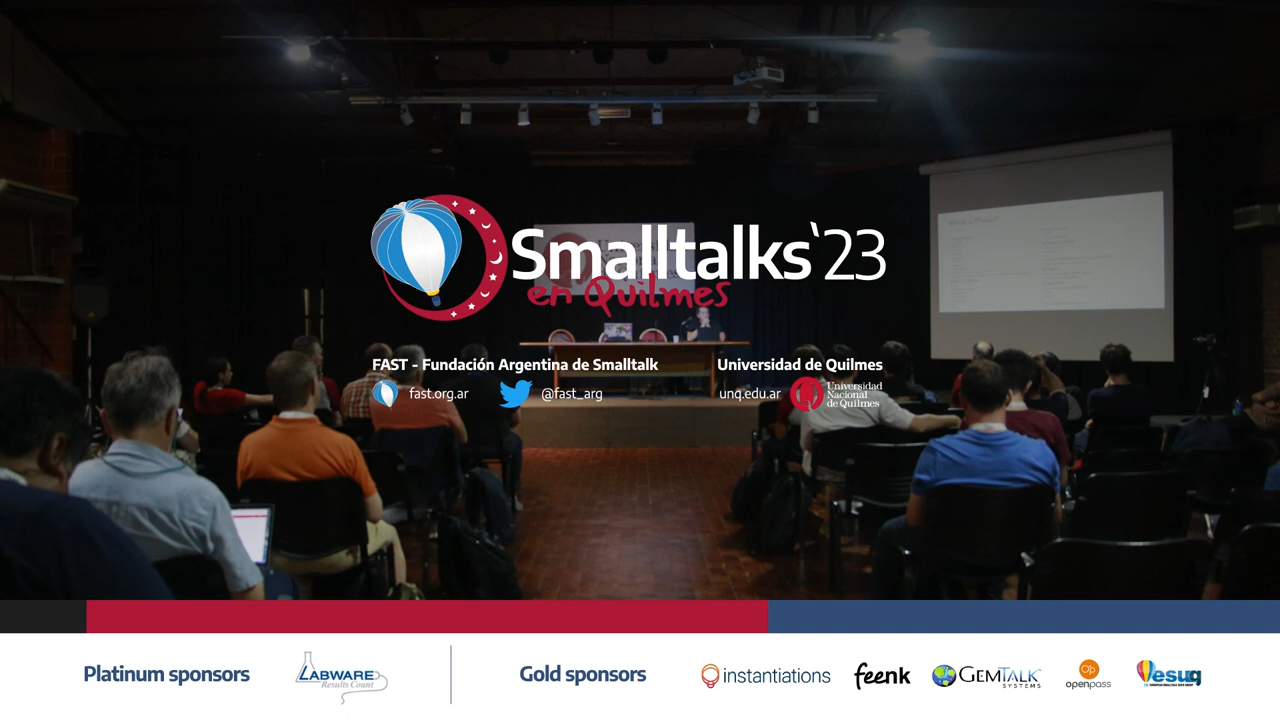 Smalltalks`23
en Quilmes
FAST - Fundación Argentina de Smalltalk
fast.org.ar
@fast_arg
Universidad de Quilmes
unq.edu.ar
Universidad
Nacional
de Quilmes
Platinum sponsors
LABWARE
Results Count
Gold sponsors
instantiations
feenk
GEMTALK
SYSTEMS
openpass
esug